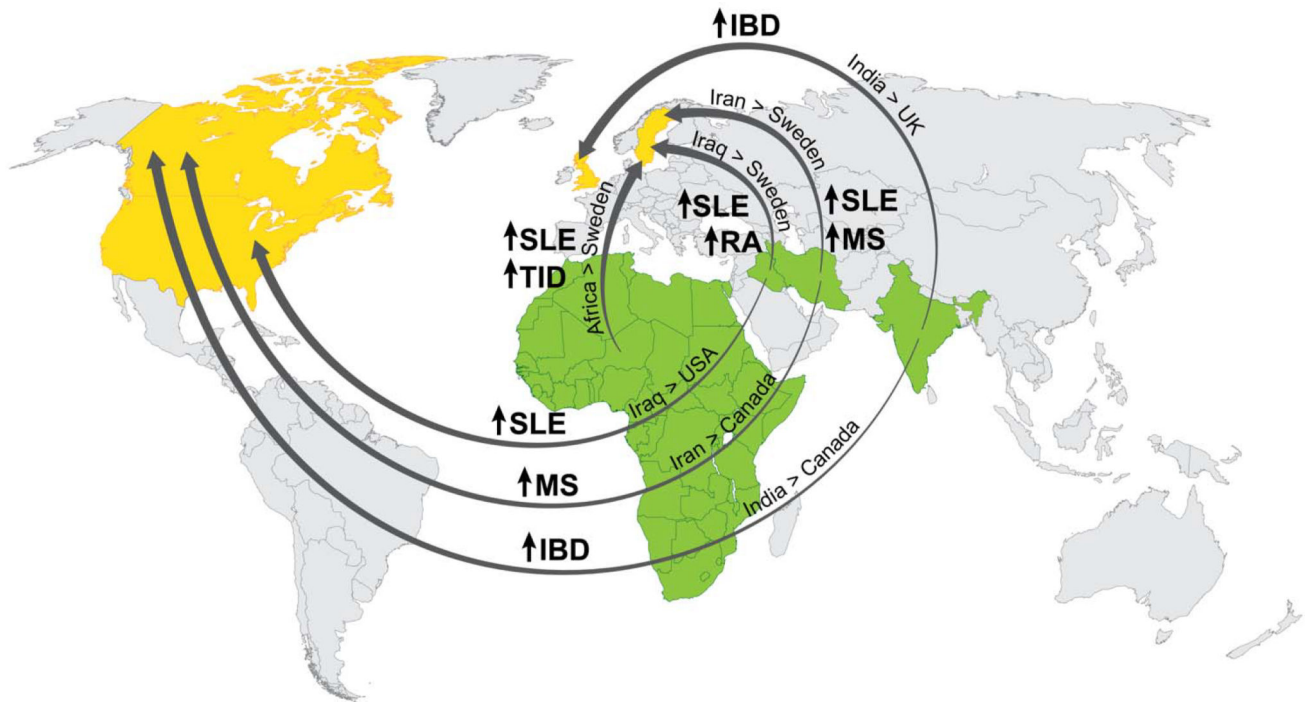 ↑IBD
India > UK
Iran > Sweden
Iraq > Sweden
↑SLE
↑RA
↑SLE
↑MS
↑SLE
↑TID
Africa > Sweden
Iraq > USA
↑SLE
Iran > Canada
↑MS
India > Canada
↑IBD